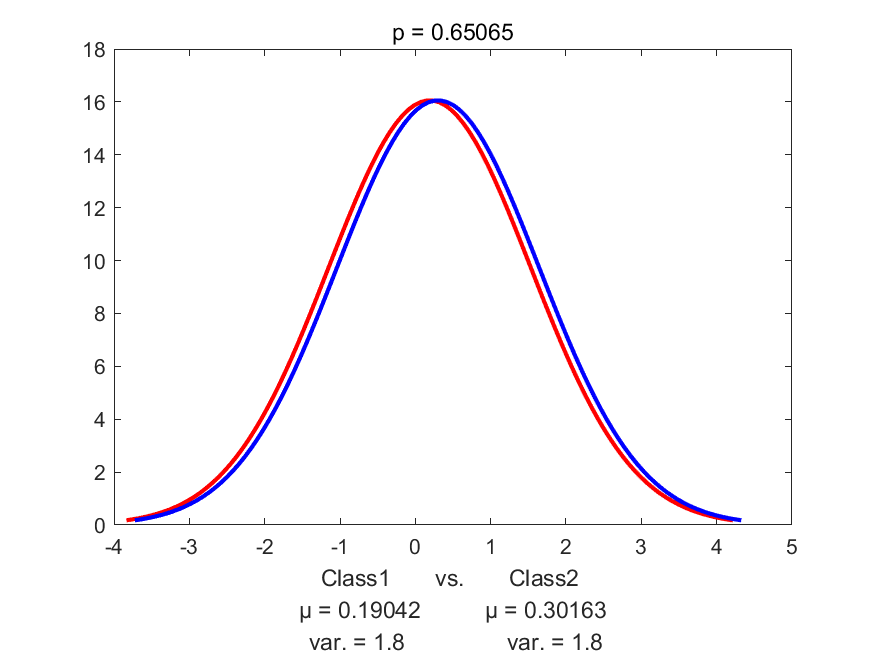 p = 0.65065
18
16
14
12
10
8
6
4
2
0
-4 -3 -2 -1 0 1 2 3 4 5
Class1 vs. Class2
μ = 0.19042 μ = 0.30163
var. = 1.8 var. = 1.8